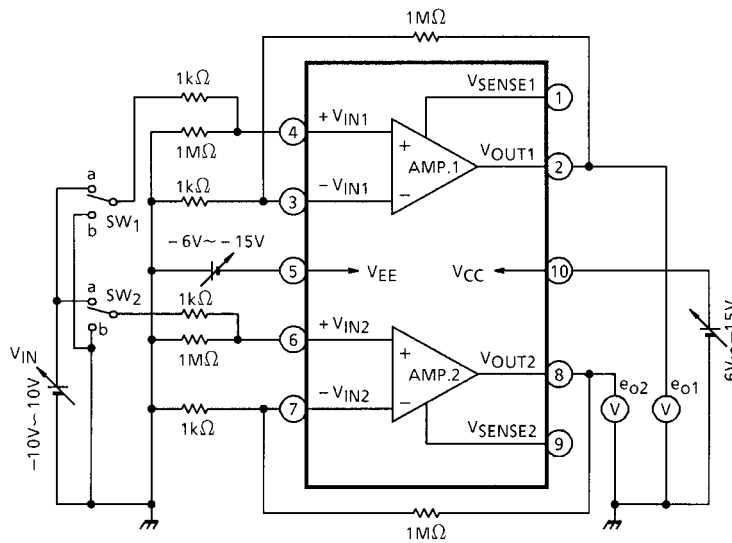 1MΩ
1kΩ
VSENSE1
1
4
+VIN1
1MΩ
+
AMP.1
VOUT1
2
a
1kΩ
−
3
−VIN1
b
SW1
−6V~−15V
5
VEE
VCC
10
a
SW2
1kΩ
b
6
+VIN2
1MΩ
+
AMP.2
VOUT2
8
VIN
−10V~10V
7
−VIN2
−
1kΩ
VSENSE2
9
eo2
V
eo1
V
6V~15V
1MΩ